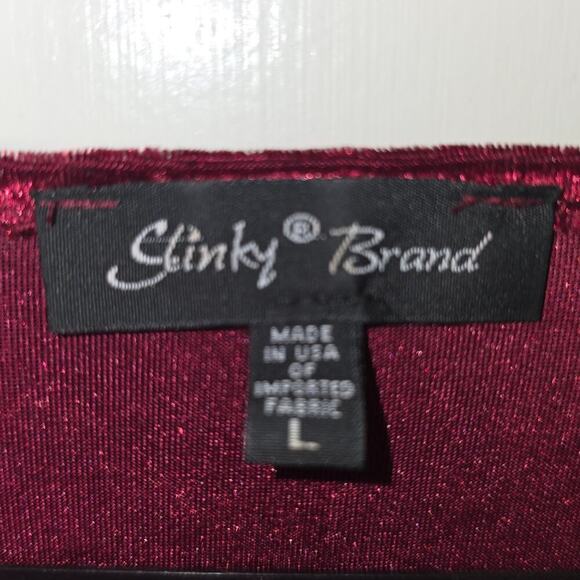 Slinky® Brand
MADE
IN USA
OF
IMPORTED
FABRIC
L